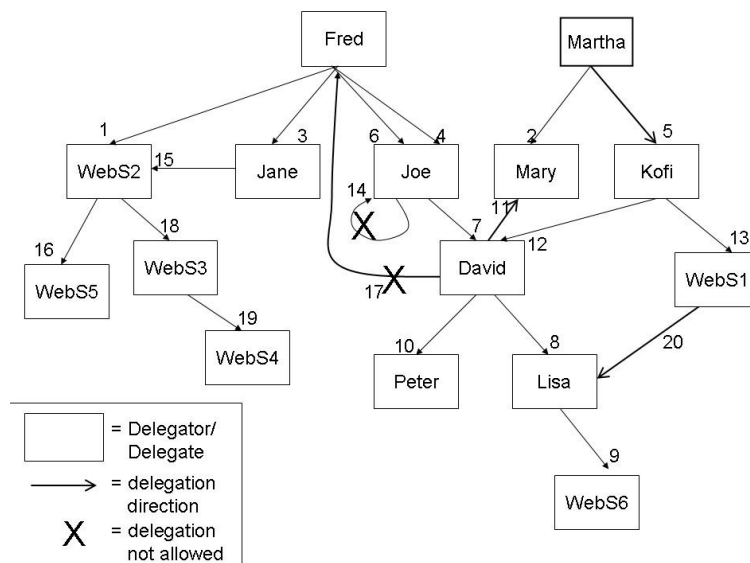 Fred
Martha
1
3
6
4
2
5
WebS2
15
Jane
Joe
Mary
Kofi
14
11
16
18
7
12
13
WebS5
WebS3
17
David
WebS1
19
10
8
20
WebS4
Peter
Lisa
9
WebS6
= Delegator/
Delegate
= delegation
direction
X = delegation
not allowed